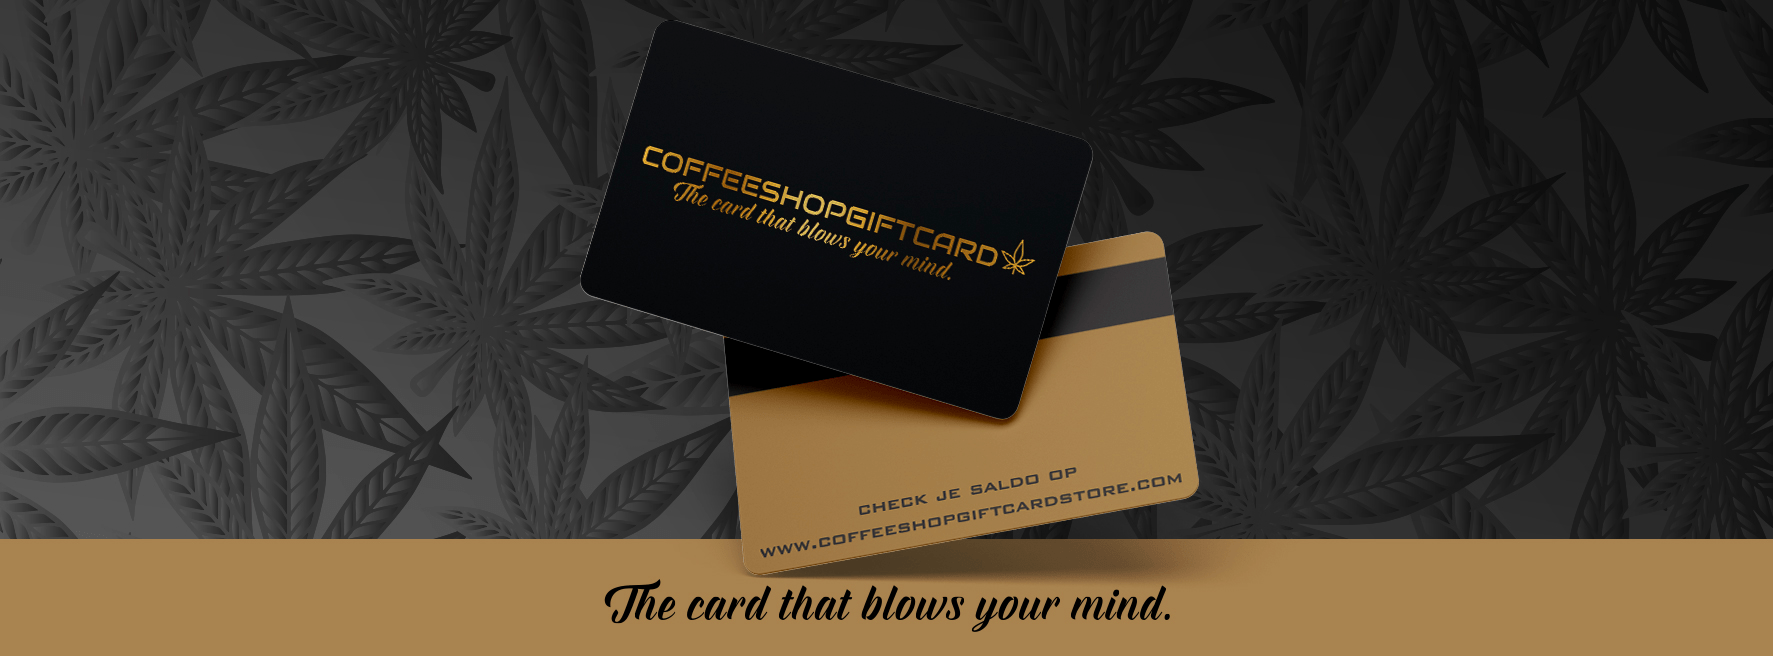 COFFEESHOPGIFTCARD
The card that blows your mind.
CHECK JE SALDO OP
WWW.COFFEESHOPGIFTCARDSTORE.COM
The card that blows your mind.